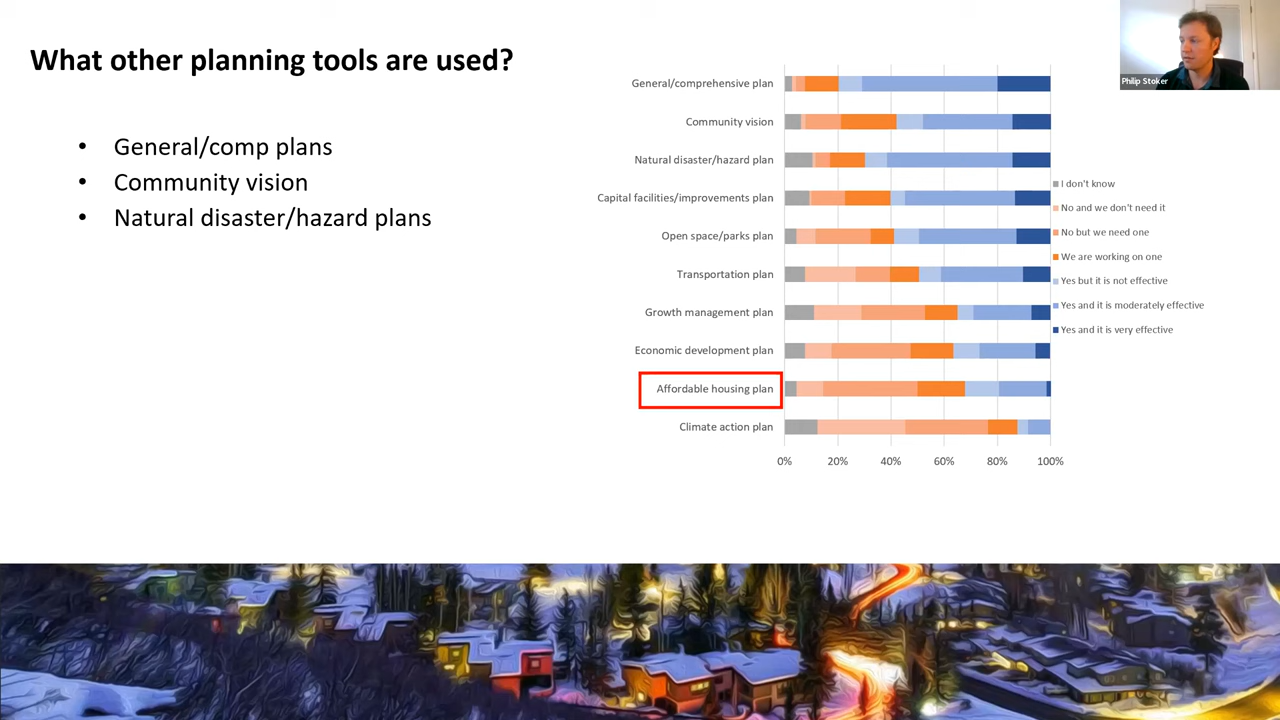 What other planning tools are used?
• General/comp plans
• Community vision
• Natural disaster/hazard plans
Philip Stoker
General/comprehensive plan
Community vision
Natural disaster/hazard plan
Capital facilities/improvements plan
Open space/parks plan
Transportation plan
Growth management plan
Economic development plan
Affordable housing plan
Climate action plan
0% 20% 40% 60% 80% 100%
I don't know
No and we don't need it
No but we need one
We are working on one
Yes but it is not effective
Yes and it is moderately effective
Yes and it is very effective